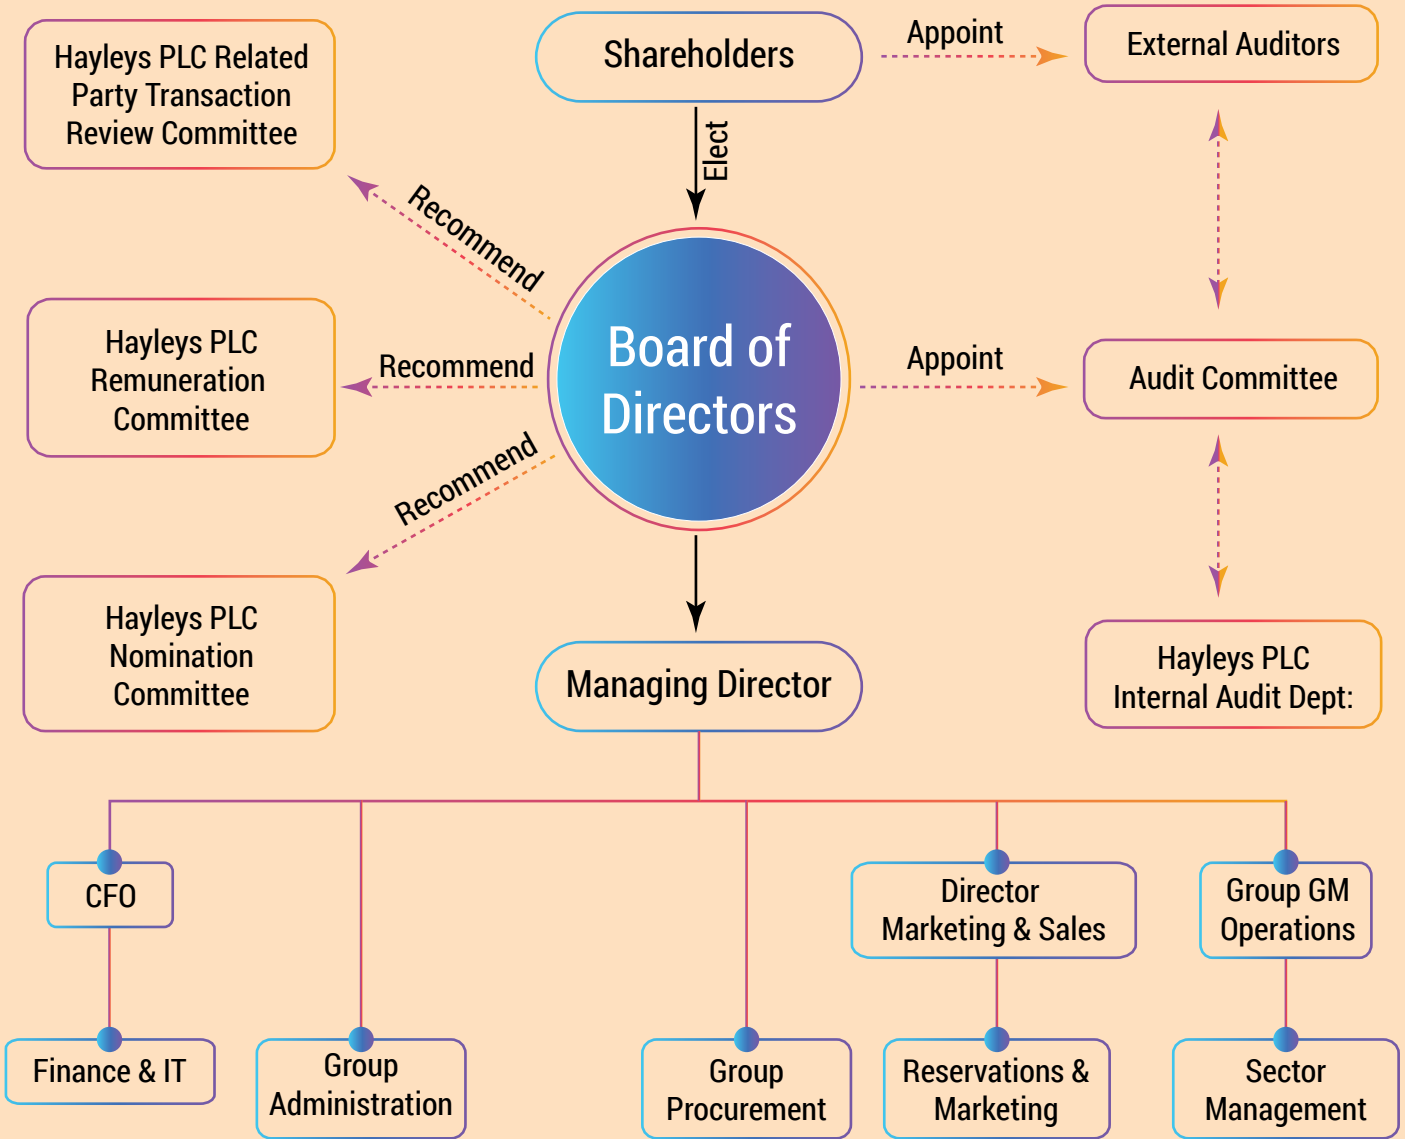 Hayleys PLC Related
Party Transaction
Review Committee
Shareholders
Appoint
External Auditors
Elect
Recommend
Hayleys PLC
Remuneration
Committee
Recommend
Board of
Directors
Appoint
Audit Committee
Recommend
Hayleys PLC
Nomination
Committee
Managing Director
Hayleys PLC
Internal Audit Dept:
CFO
Director
Marketing & Sales
Group GM
Operations
Finance & IT
Group
Administration
Group
Procurement
Reservations &
Marketing
Sector
Management